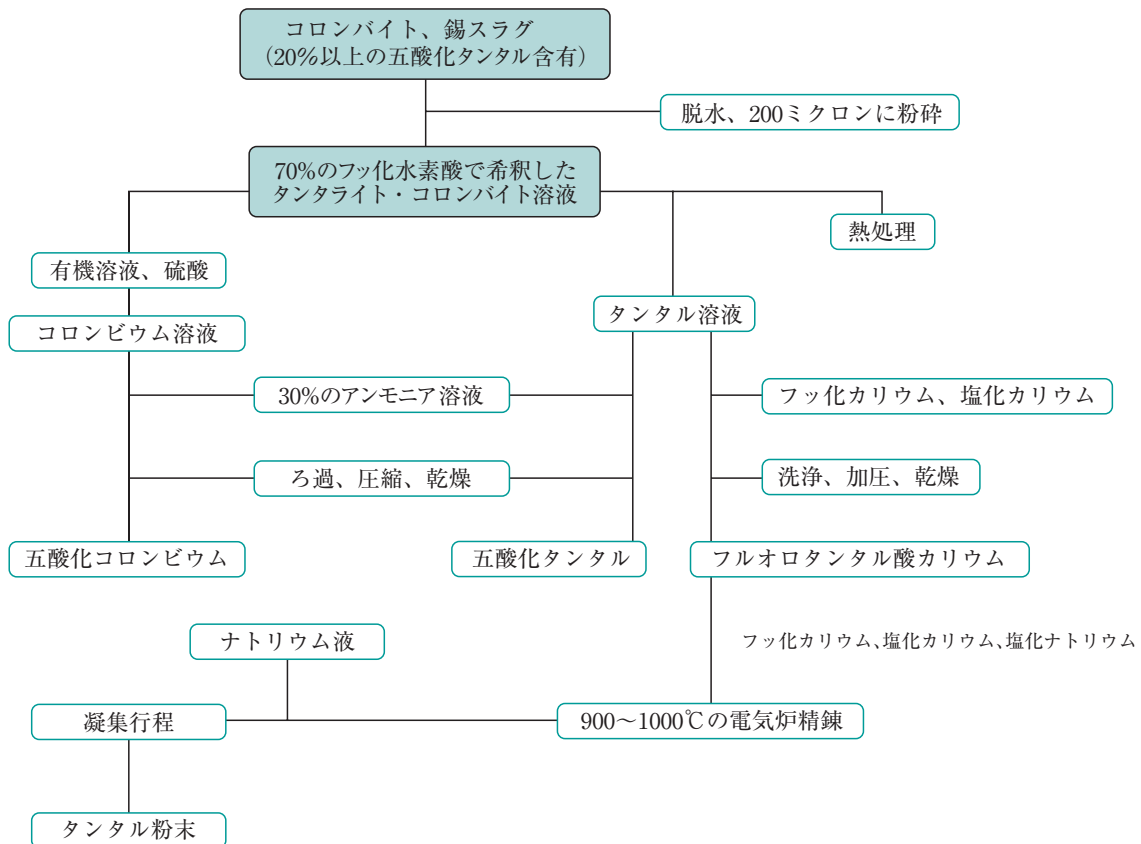 コロンバイト、錫スラグ
（20%以上の五酸化タンタル含有）
脱水、200ミクロンに粉砕
70%のフッ化水素酸で希釈した
タンタライト・コロンバイト溶液
熱処理
有機溶液、硫酸
タンタル溶液
コロンビウム溶液
30%のアンモニア溶液
フッ化カリウム、塩化カリウム
ろ過、圧縮、乾燥
洗浄、加圧、乾燥
五酸化コロンビウム
五酸化タンタル
フルオロタンタル酸カリウム
ナトリウム液
フッ化カリウム、塩化カリウム、塩化ナトリウム
凝集行程
900〜1000℃の電気炉精錬
タンタル粉末